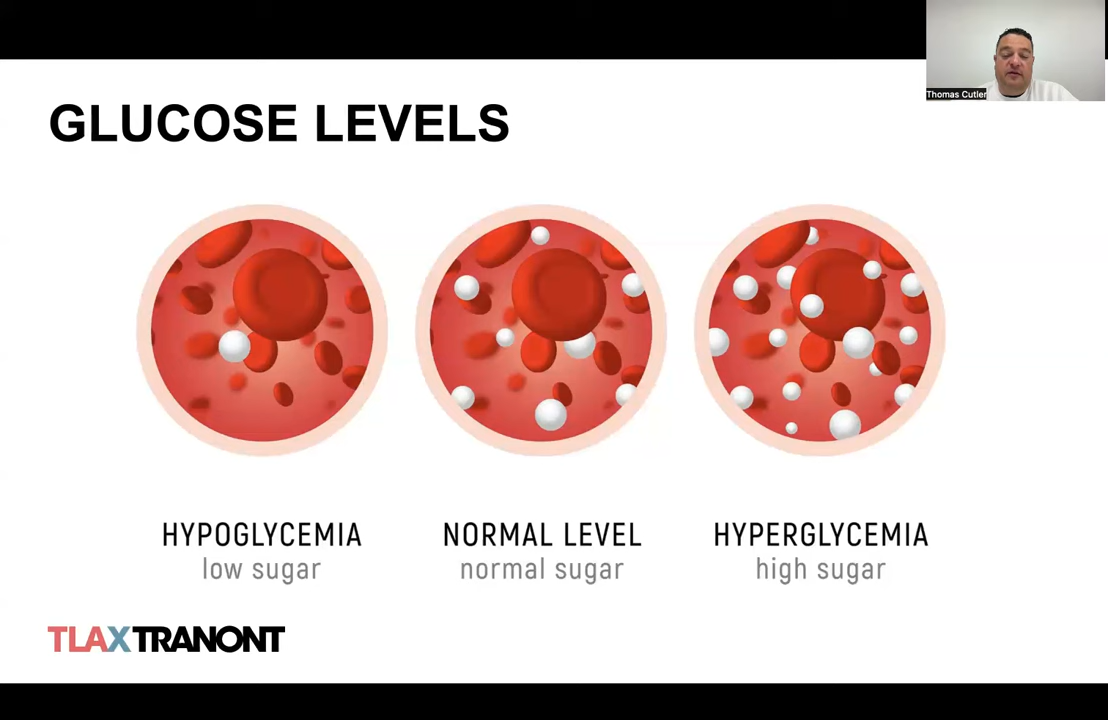 Thomas Cutler
GLUCOSE LEVELS
HYPOGLYCEMIA
low sugar
NORMAL LEVEL
normal sugar
HYPERGLYCEMIA
high sugar
TLAXTRANONT